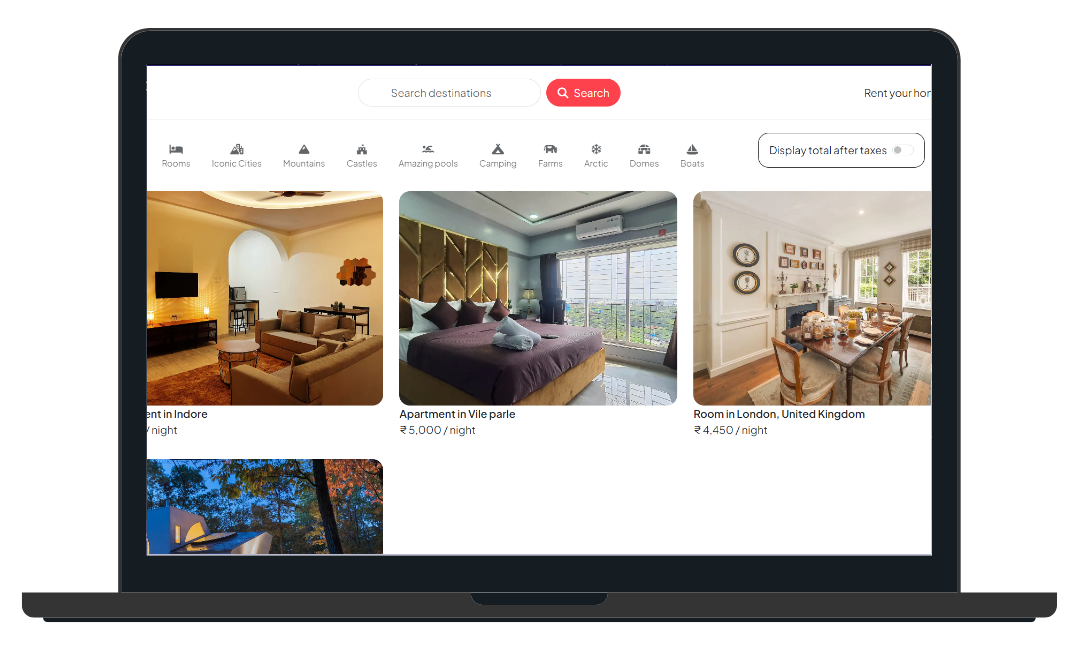 Search destinations
Search
Rent your hor
Rooms
Iconic Cities
Mountains
Castles
Amazing pools
Camping
Farms
Arctic
Domes
Boats
Display total after taxes
ent in Indore
/ night
Apartment in Vile parle
₹ 5,000 / night
Room in London, United Kingdom
₹ 4,450 / night